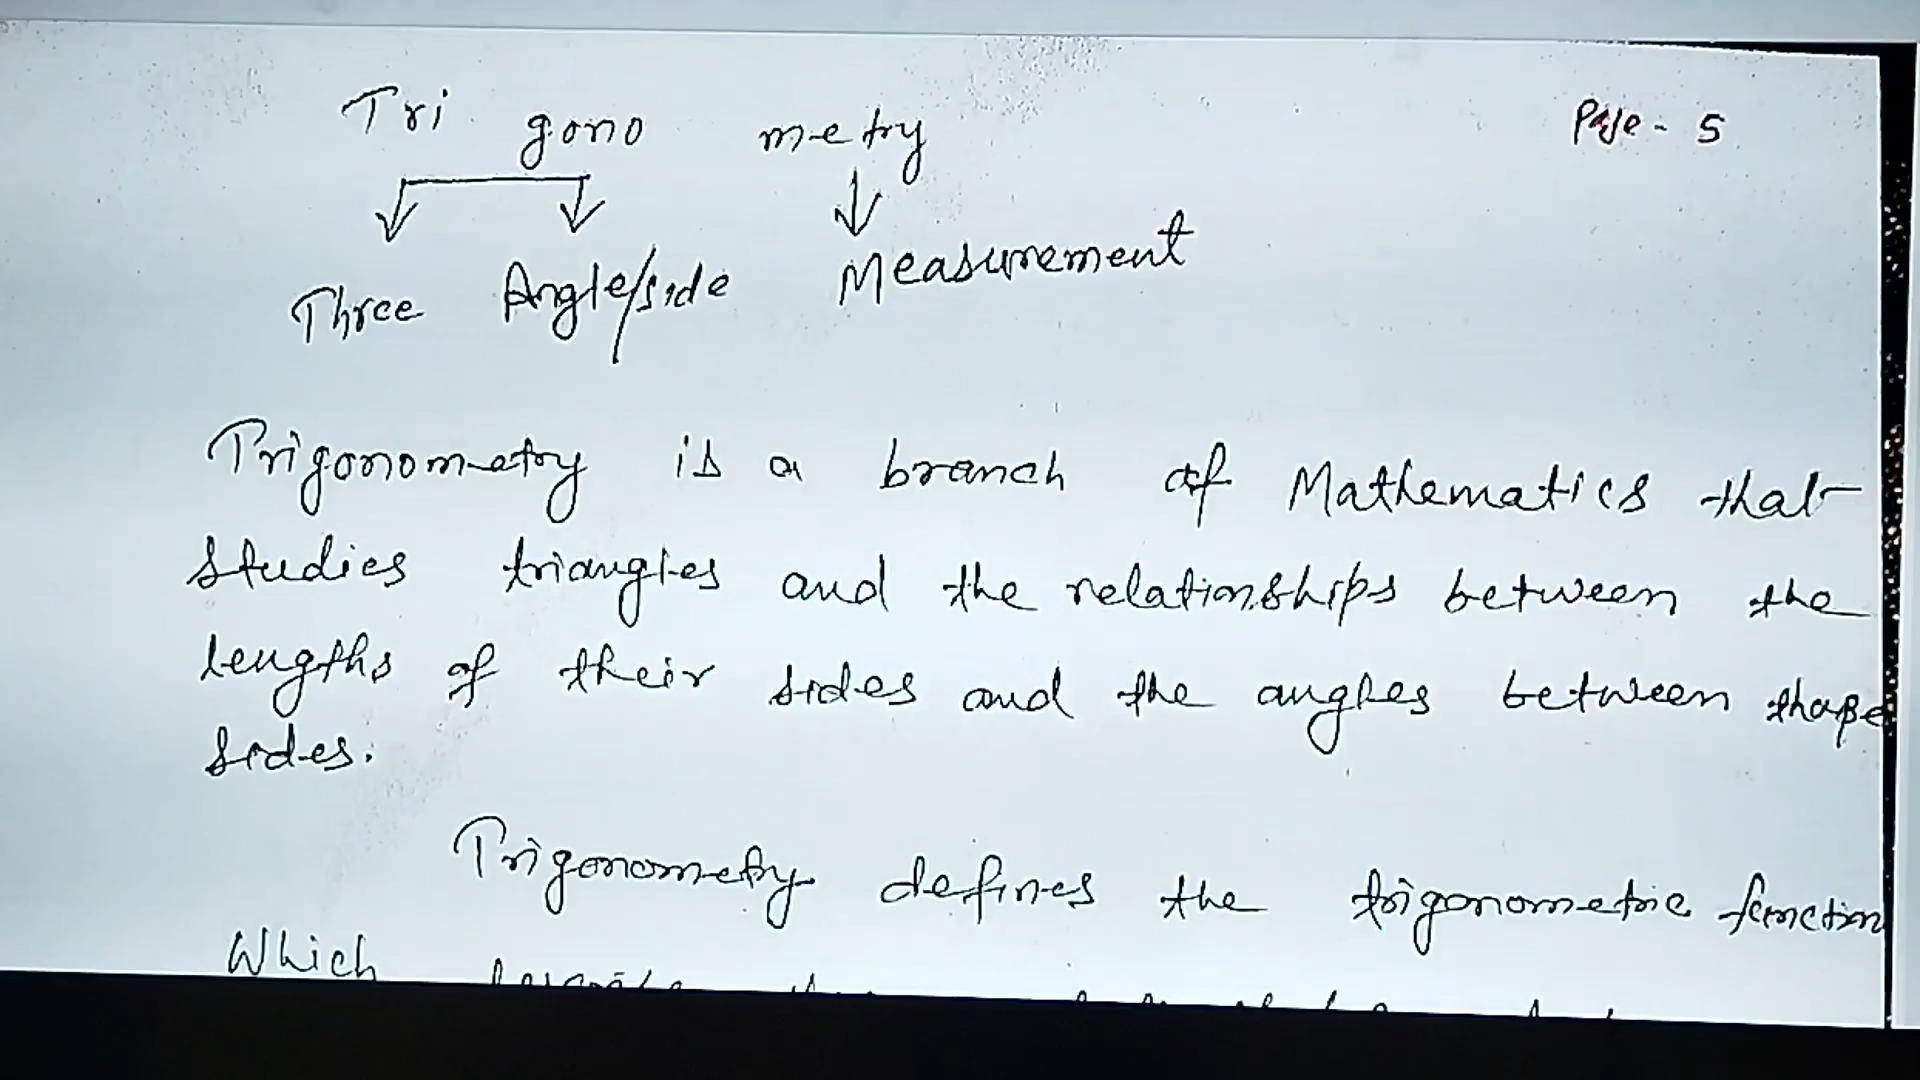 Tri gono metry
Page - 5
Three Angle/side Measurement
Trigonometry is a branch of Mathematics that
studies triangles and the relationships between the
lengths of their sides and the angles between those
sides.
Trigonometry defines the trigonometric function
Which